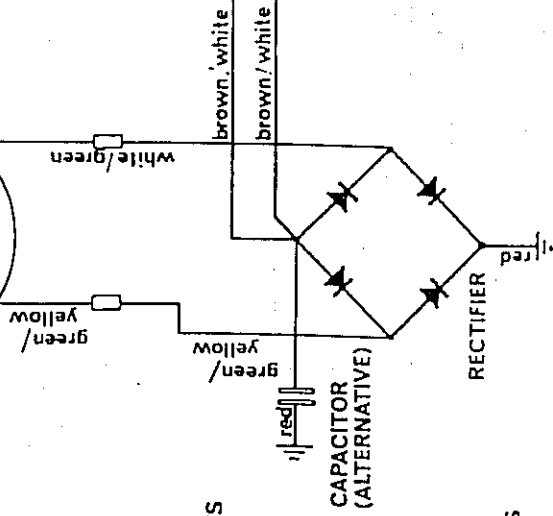 brown/white
brown/white
white/green
green/
yellow
green/
yellow
red
CAPACITOR
(ALTERNATIVE)
RECTIFIER
red
S